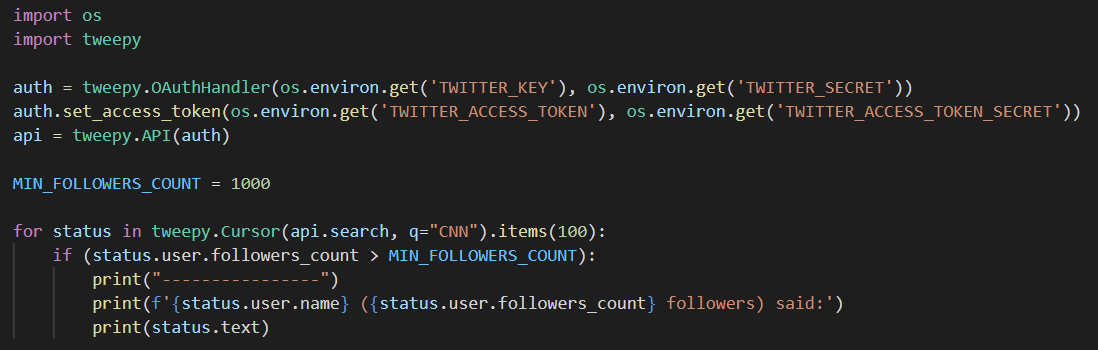 import os
import tweepy

auth = tweepy.OAuthHandler(os.environ.get('TWITTER_KEY'), os.environ.get('TWITTER_SECRET'))
auth.set_access_token(os.environ.get('TWITTER_ACCESS_TOKEN'), os.environ.get('TWITTER_ACCESS_TOKEN_SECRET'))
api = tweepy.API(auth)

MIN_FOLLOWERS_COUNT = 1000

for status in tweepy.Cursor(api.search, q="CNN").items(100):
    if (status.user.followers_count > MIN_FOLLOWERS_COUNT):
        print("----------------")
        print(f'{status.user.name} ({status.user.followers_count} followers) said:')
        print(status.text)